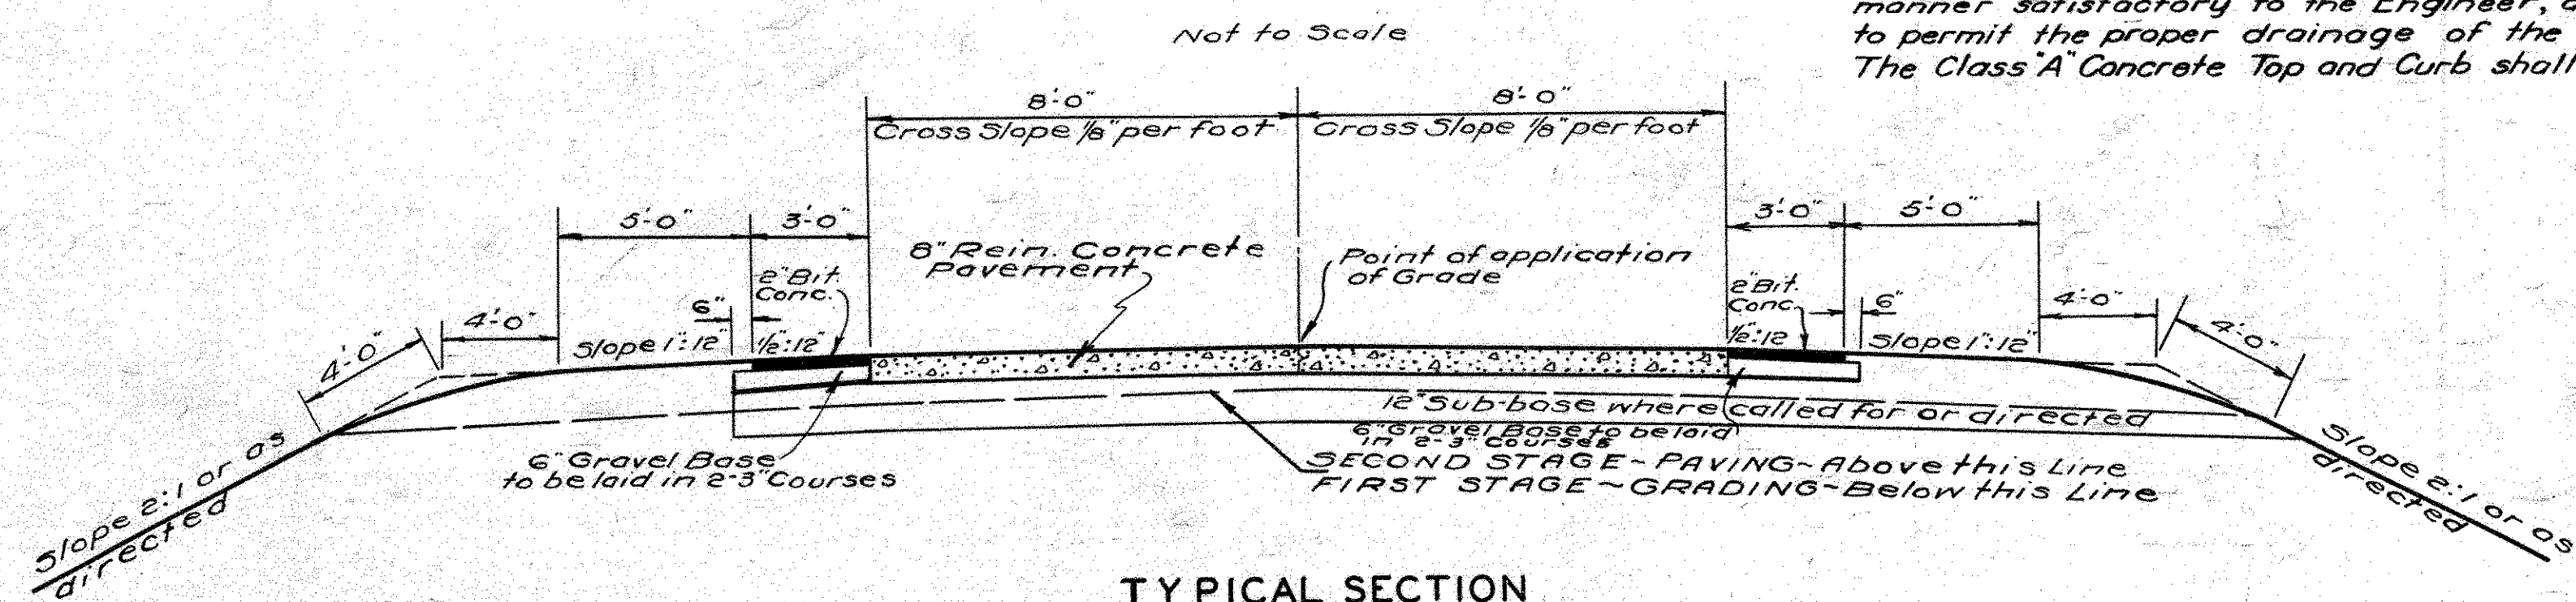 manner satisfactory to the Engineer,
to permit the proper drainage of the
The Class "A" Concrete Top and Curb shall
Not to Scale
8'-0" 8'-0"
Cross Slope 1/8" per foot Cross Slope 1/8" per foot
5'-0" 3'-0" 3'-0" 5'-0"
8" Rein. Concrete
Pavement
Point of application
of Grade
2" Bit.
Conc.
2" Bit.
Conc.
6" 6"
4'-0" 4'-0" 4'-0" 4'-0"
Slope 1":12" 1/2":12" 1/2":12 Slope 1":12"
12" Sub-base where called for or directed
6" Gravel Base to be laid
in 2-3" Courses
6" Gravel Base
to be laid in 2-3" Courses
SECOND STAGE~PAVING~Above this Line
FIRST STAGE~GRADING~Below this Line
Slope 2:1 or as
directed
Slope 2:1 or as
directed
TYPICAL SECTION